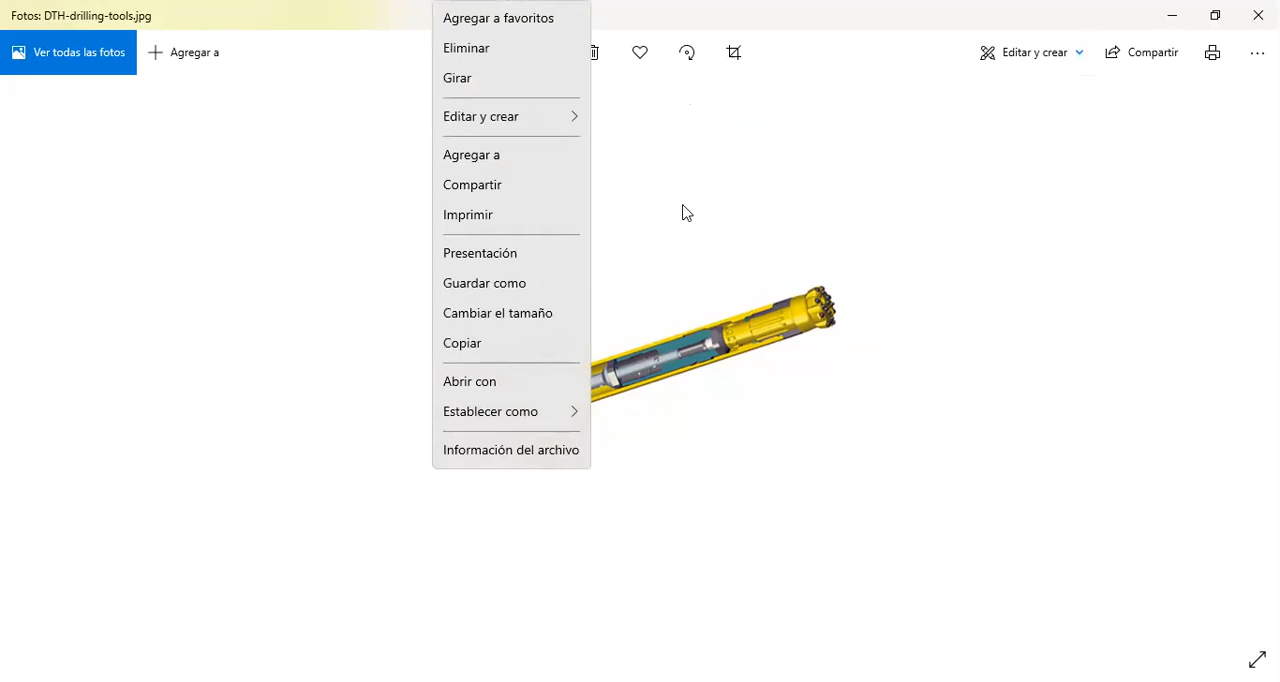 Fotos: DTH-drilling-tools.jpg
Ver todas las fotos
Agregar a
Editar y crear
Compartir
Agregar a favoritos
Eliminar
Girar
Editar y crear
Agregar a
Compartir
Imprimir
Presentación
Guardar como
Cambiar el tamaño
Copiar
Abrir con
Establecer como
Información del archivo